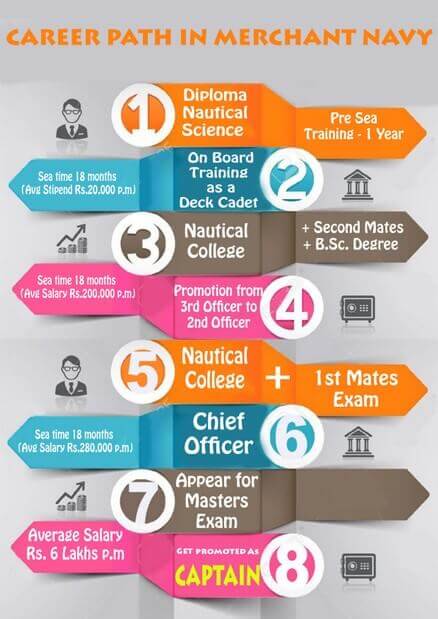 CAREER PATH IN MERCHANT NAVY
1
Diploma
Nautical
Science
Pre Sea
Training - 1 Year
Sea time 18 months
(Avg Stipend Rs.20,000 p.m)
On Board
Training
as a
Deck Cadet
2
3
Nautical
College
+ Second Mates
+ B.Sc. Degree
Sea time 18 months
(Avg Salary Rs.200,000 p.m)
Promotion from
3rd Officer to
2nd Officer
4
5
Nautical
College
+
1st Mates
Exam
Sea time 18 months
(Avg Salary Rs.280,000 p.m)
Chief
Officer
6
7
Appear for
Masters
Exam
Average Salary
Rs. 6 Lakhs p.m
GET PROMOTED AS
CAPTAIN
8